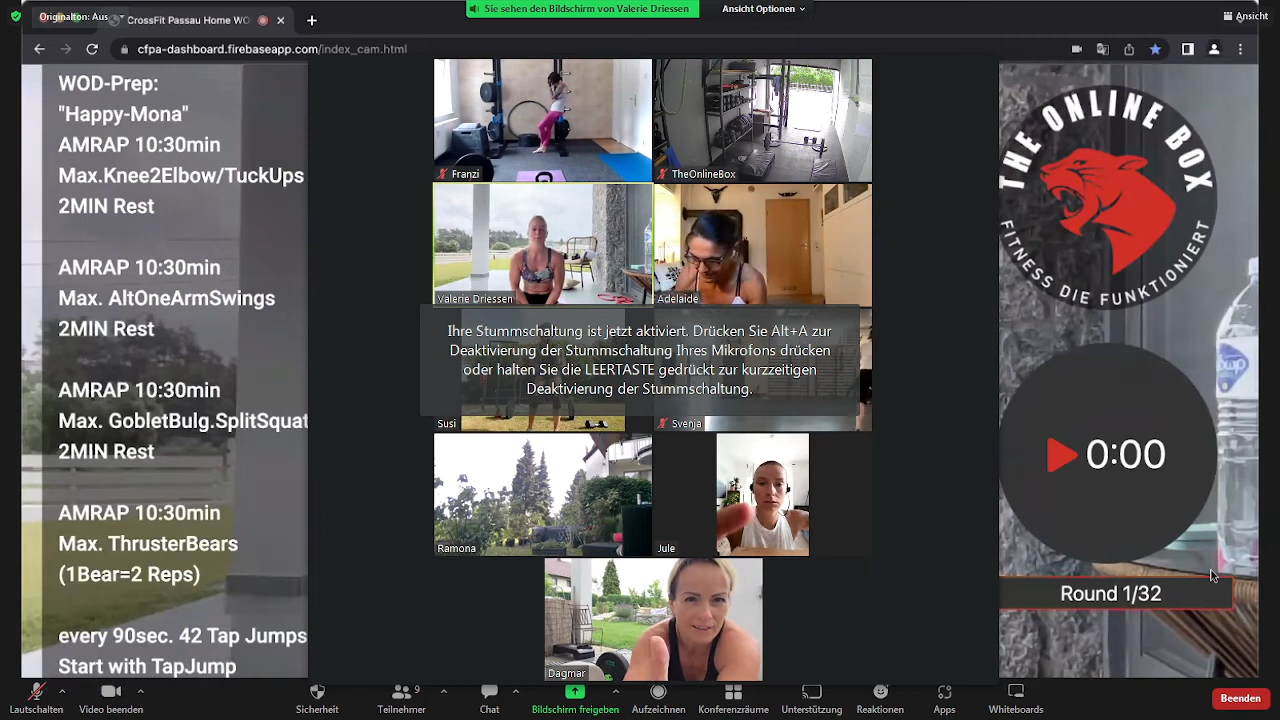 Originalton: Aus
CrossFit Passau Home WO
Sie sehen den Bildschirm von Valerie Driessen
Ansicht Optionen
Ansicht
cfpa-dashboard.firebaseapp.com/index_cam.html
WOD-Prep:
"Happy-Mona"
AMRAP 10:30min
Max.Knee2Elbow/TuckUps
2MIN Rest
AMRAP 10:30min
Max. AltOneArmSwings
2MIN Rest
AMRAP 10:30min
Max. GobletBulg.SplitSquat
2MIN Rest
AMRAP 10:30min
Max. ThrusterBears
(1Bear=2 Reps)
every 90sec. 42 Tap Jumps
Start with TapJump
Franzi
TheOnlineBox
Valerie Driessen
Adelaide
Ihre Stummschaltung ist jetzt aktiviert. Drücken Sie Alt+A zur
Deaktivierung der Stummschaltung Ihres Mikrofons drücken
oder halten Sie die LEERTASTE gedrückt zur kurzzeitigen
Deaktivierung der Stummschaltung.
Susi
Svenja
Ramona
Jule
Dagmar
THE ONLINE BOX
FITNESS DIE FUNKTIONIERT
0:00
Round 1/32
Lautschalten
Video beenden
Sicherheit
9
Teilnehmer
Chat
Bildschirm freigeben
Aufzeichnen
Konferenzräume
Unterstützung
Reaktionen
Apps
Whiteboards
Beenden